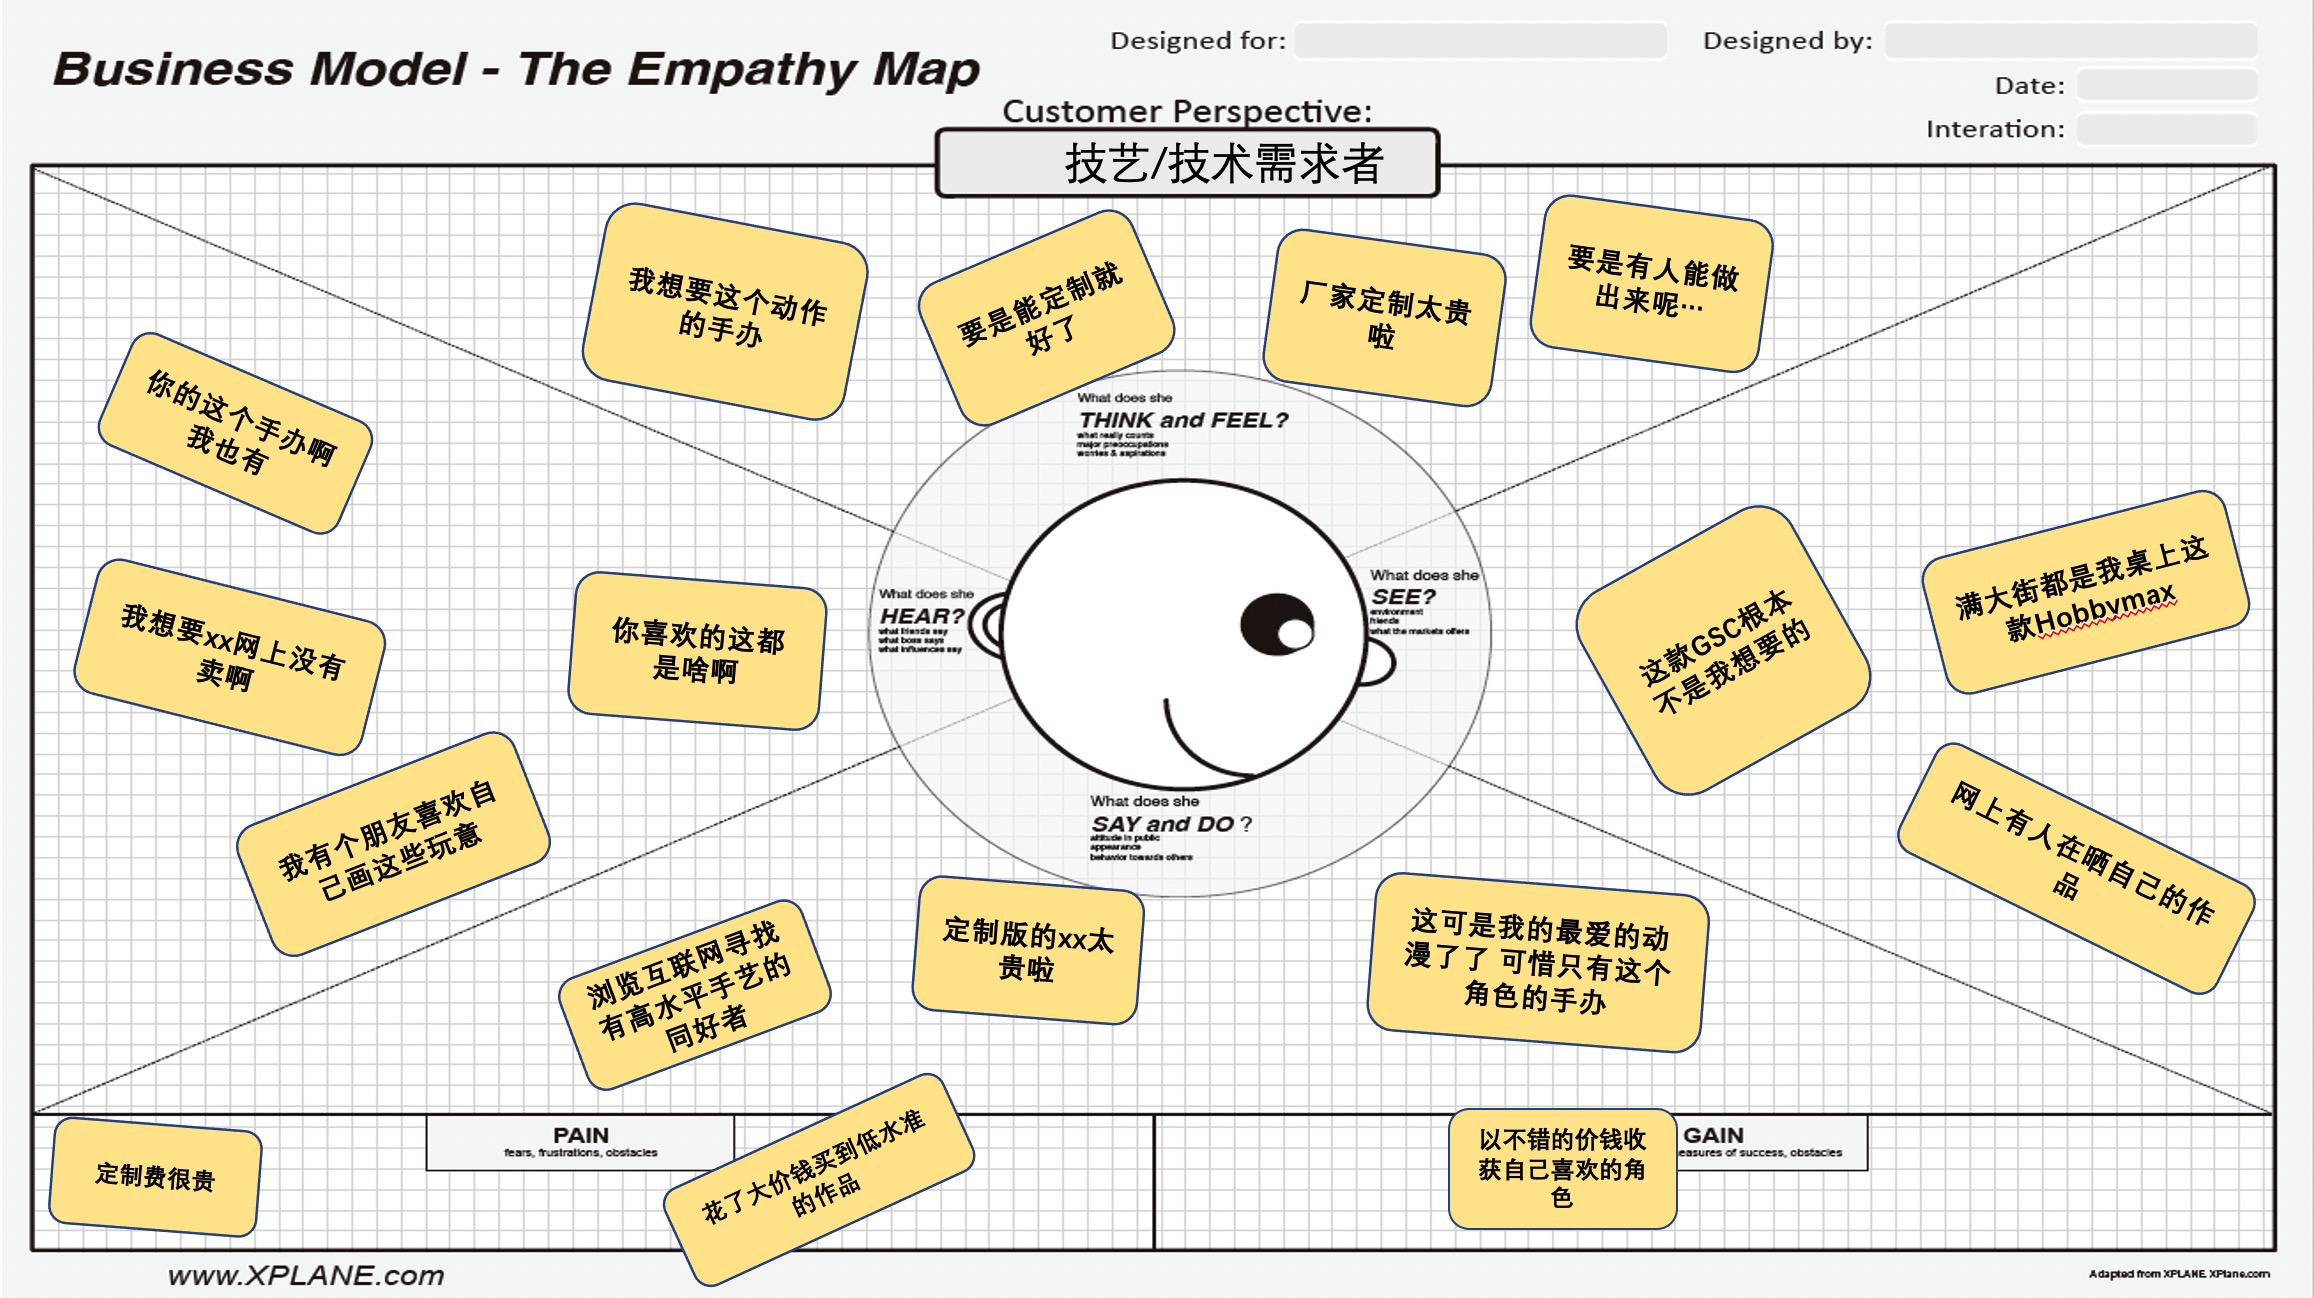 Designed for:
Designed by:
Business Model - The Empathy Map
Date:
Customer Perspective:
Interation:
技艺/技术需求者
我想要这个动作
的手办
要是能定制就
好了
厂家定制太贵
啦
要是有人能做
出来呢…
What does she
THINK and FEEL?
what really counts
major preoccupations
worries & aspirations
你的这个手办啊
我也有
我想要xx网上没有
卖啊
你喜欢的这都
是啥啊
我有个朋友喜欢自
己画这些玩意
What does she
HEAR?
what friends say
what boss says
what influences say
What does she
SEE?
environment
friends
what the markets offers
这款GSC根本
不是我想要的
满大街都是我桌上这
款Hobbymax
网上有人在晒自己的作
品
What does she
SAY and DO ?
attitude in public
appearance
behavior towards others
浏览互联网寻找
有高水平手艺的
同好者
定制版的xx太
贵啦
这可是我的最爱的动
漫了了 可惜只有这个
角色的手办
PAIN
fears, frustrations, obstacles
定制费很贵
花了大价钱买到低水准
的作品
GAIN
easures of success, obstacles
以不错的价钱收
获自己喜欢的角
色
www.XPLANE.com
Adapted from XPLANE. XPlane.com